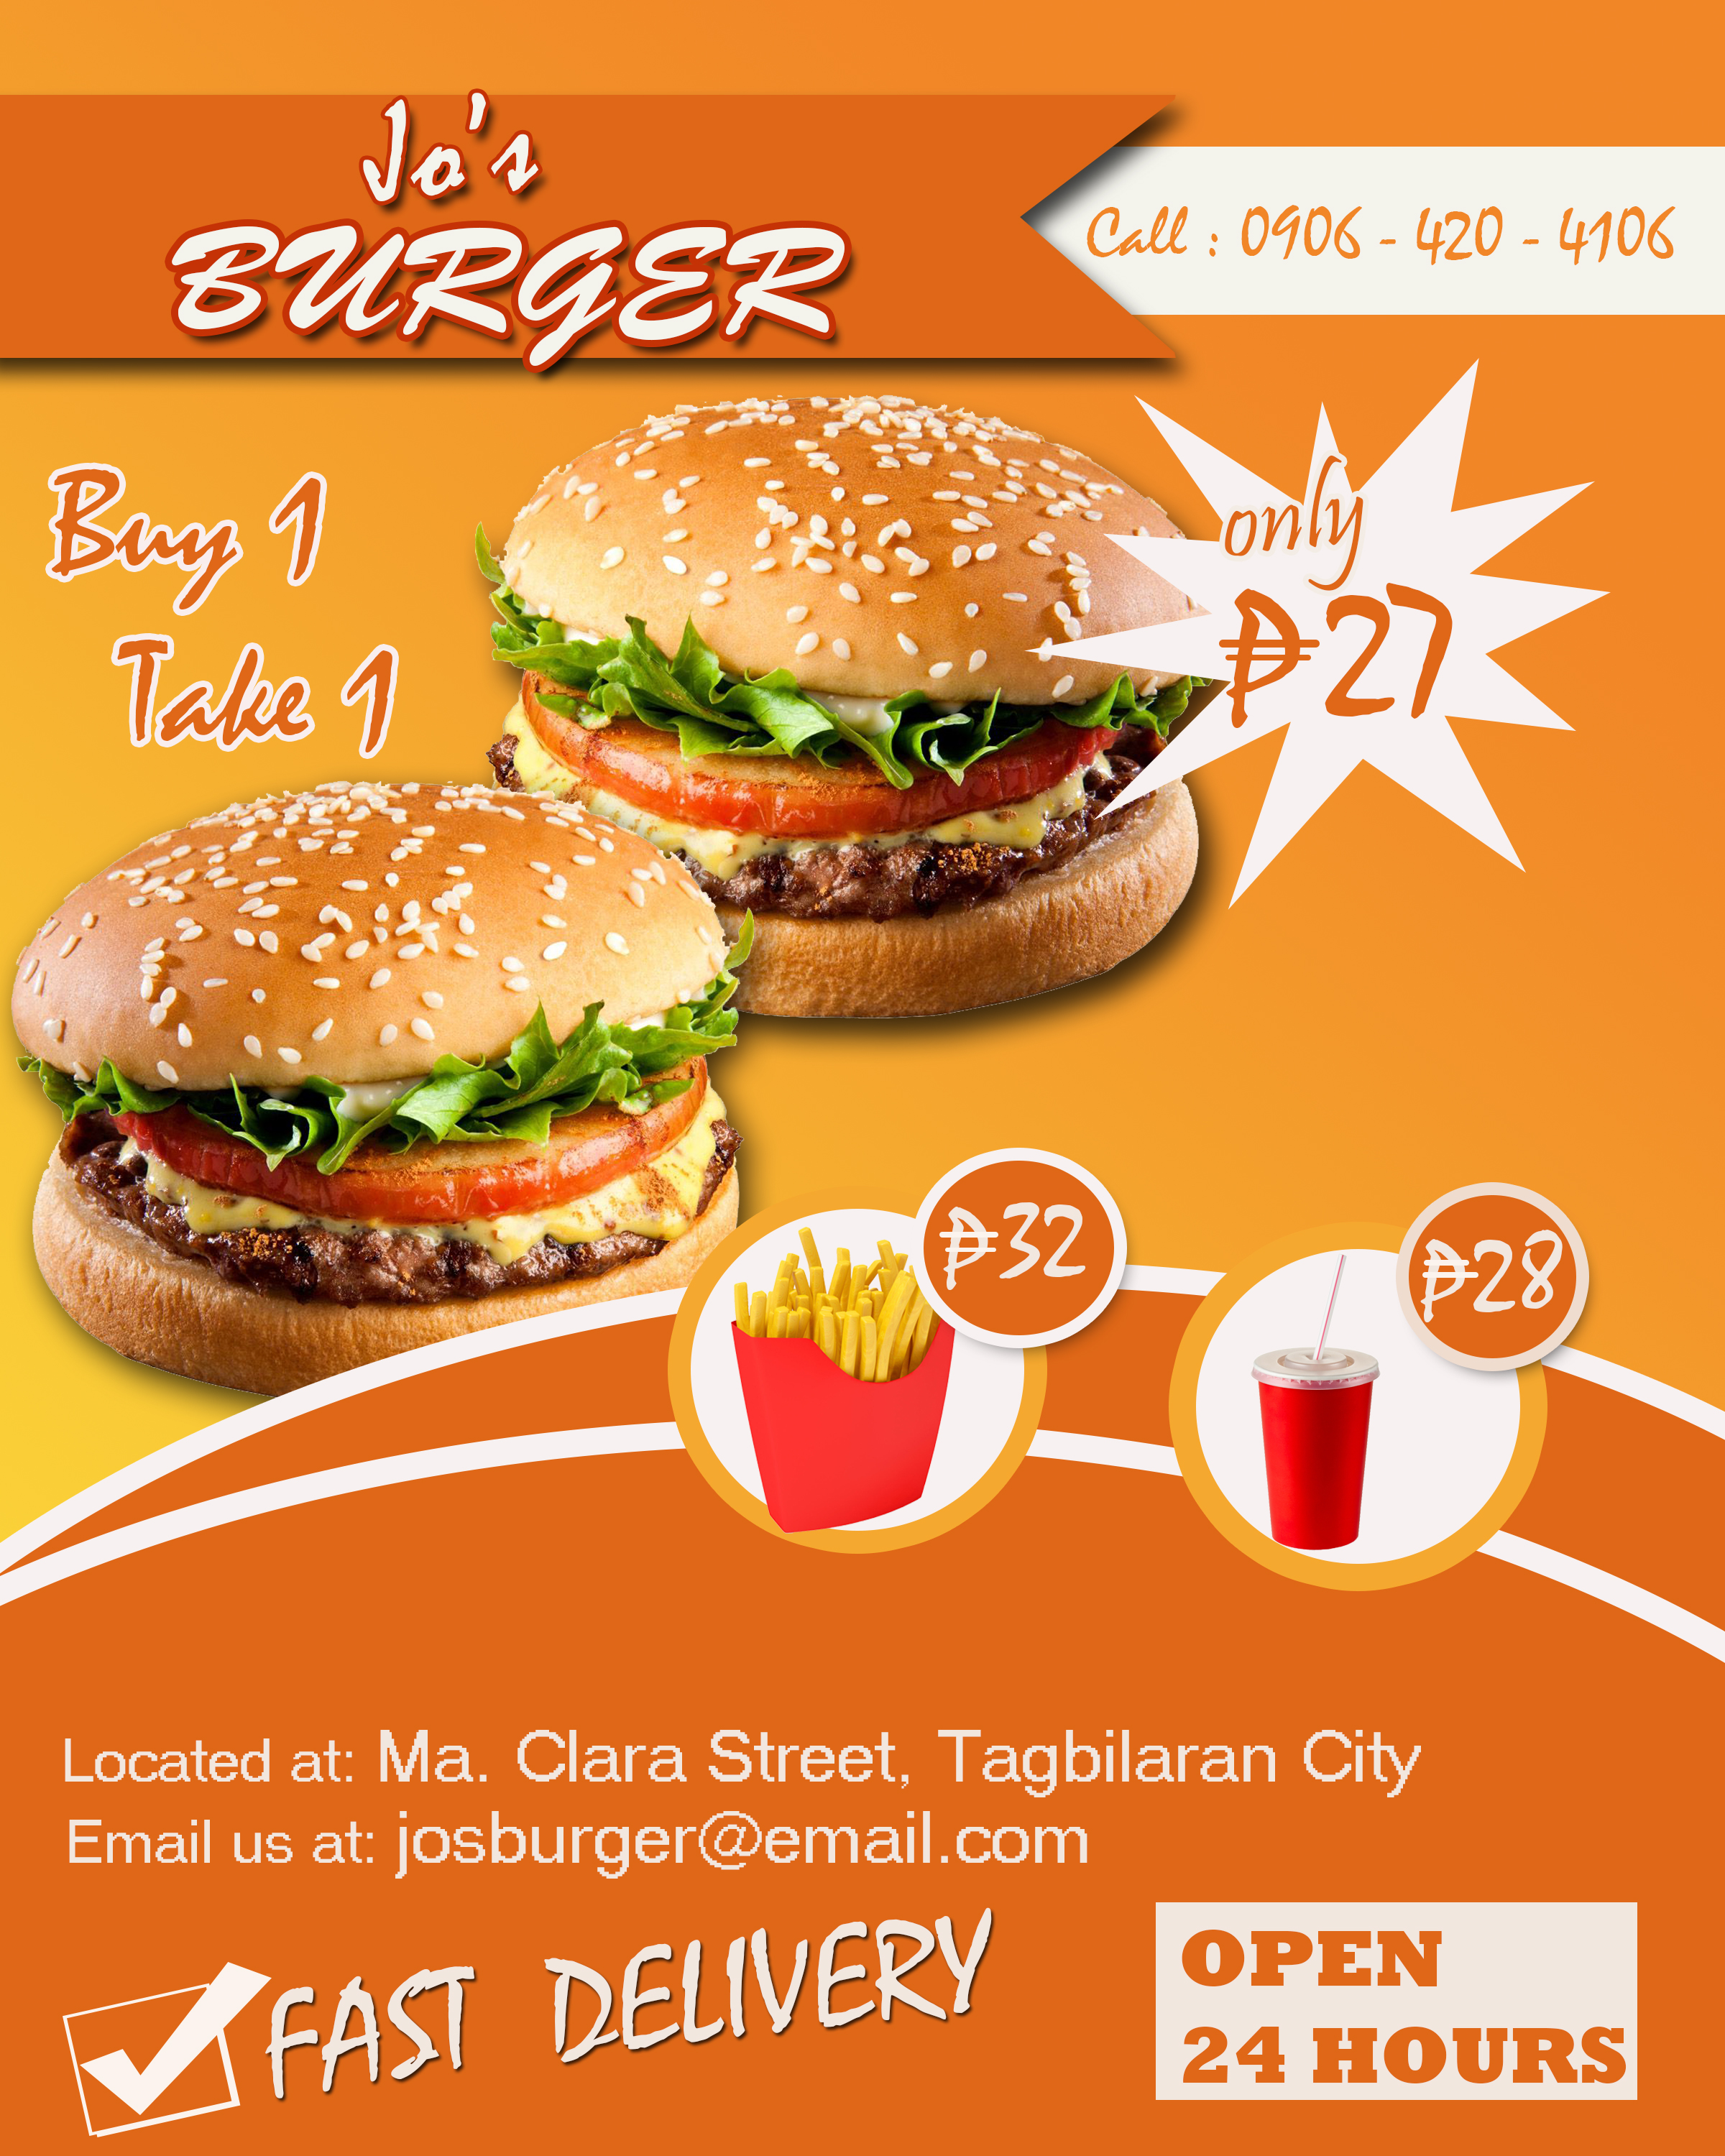 Jo's
BURGER
Call : 0906 - 420 - 4106
Buy 1
Take 1
only
₱27
₱32
₱28
Located at: Ma. Clara Street, Tagbilaran City
Email us at: josburger@email.com
FAST DELIVERY
OPEN
24 HOURS